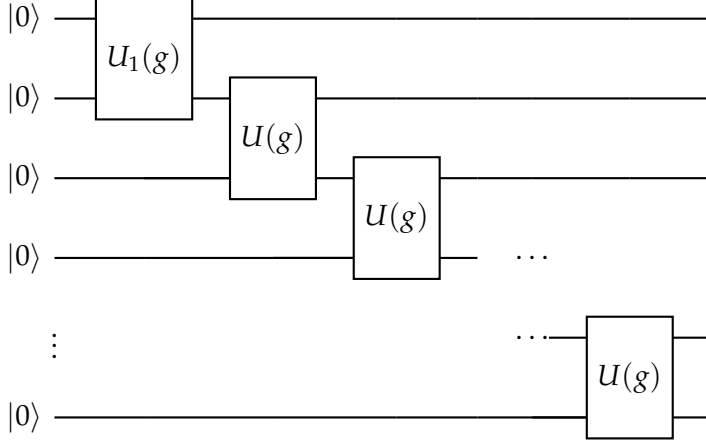 |0⟩
U₁(g)
|0⟩
U(g)
|0⟩
U(g)
|0⟩ ···
⋮ ···
U(g)
|0⟩